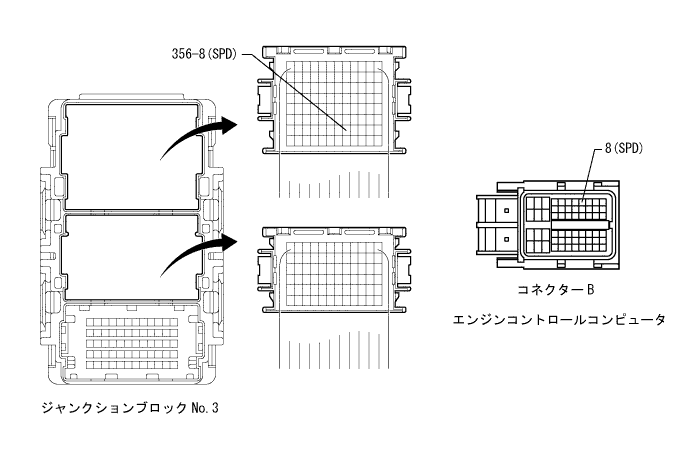 356-8(SPD)
8(SPD)
コネクターB
エンジンコントロールコンピュータ
ジャンクションブロックNo.3